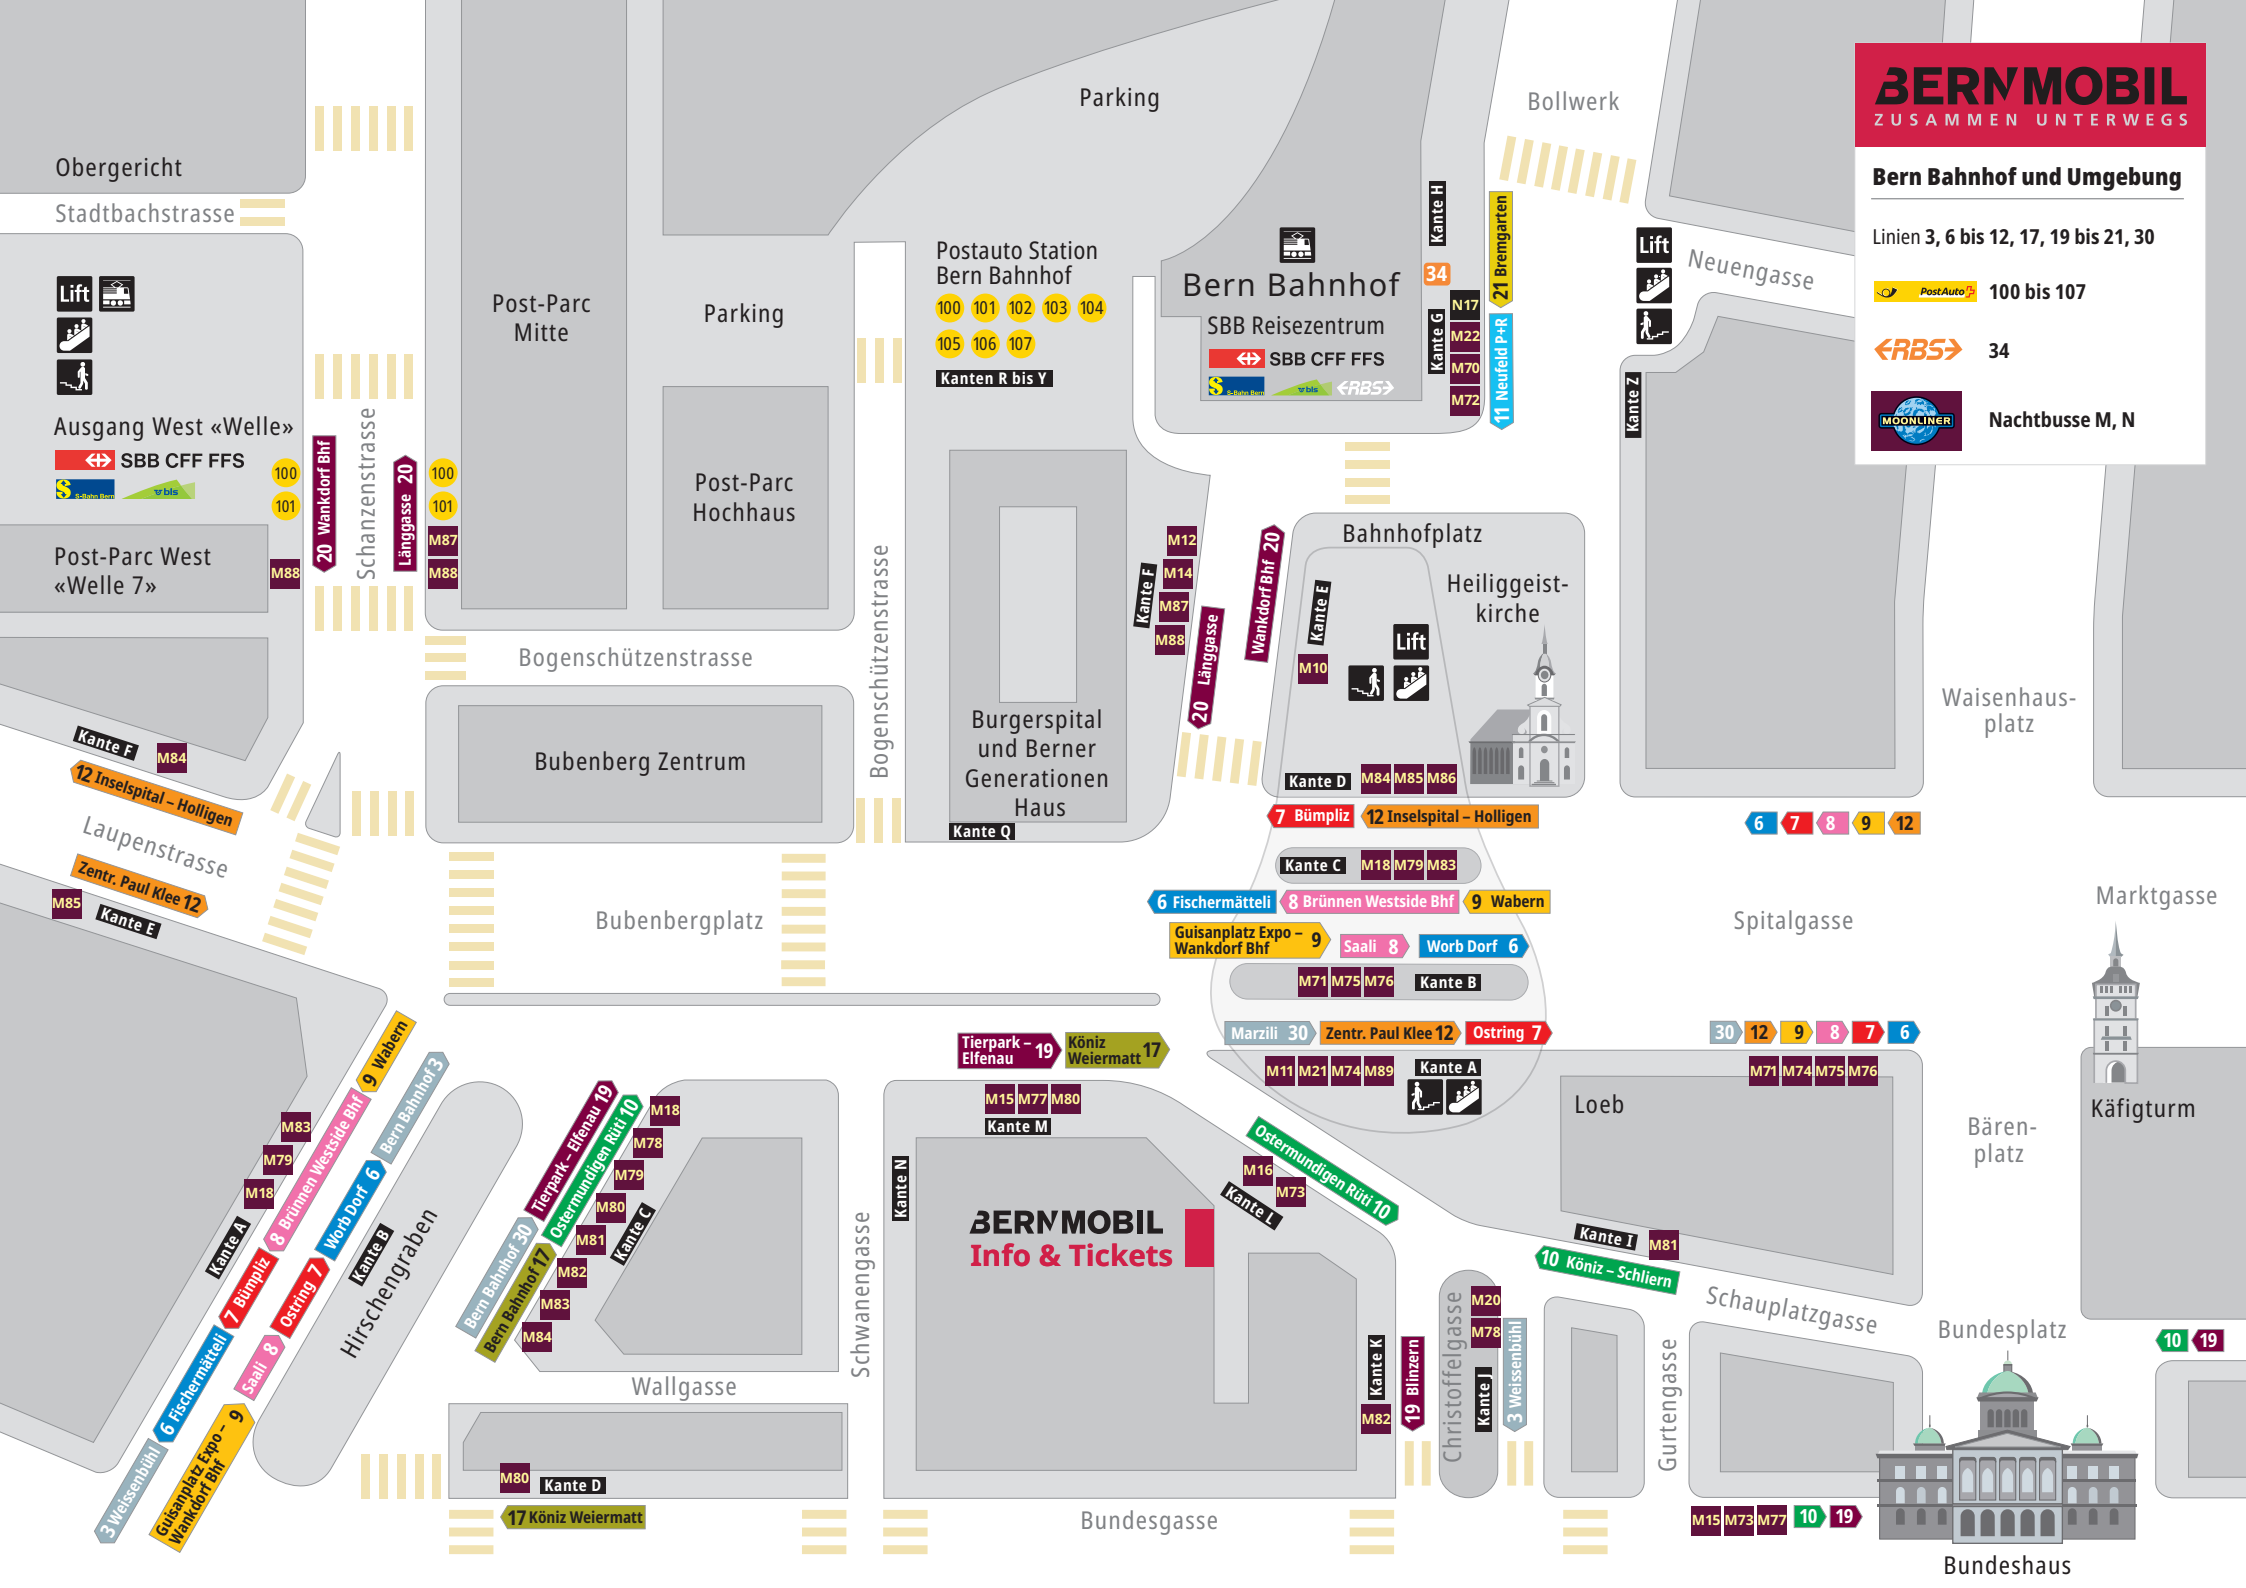 BERNMOBIL
ZUSAMMEN UNTERWEGS
Bern Bahnhof und Umgebung
Linien 3, 6 bis 12, 17, 19 bis 21, 30
PostAuto 100 bis 107
RBS 34
MOONLINER Nachtbusse M, N
Parking
Bollwerk
Obergericht
Stadtbachstrasse
Lift
Ausgang West «Welle»
SBB CFF FFS
S-Bahn Bern bls
100
101
M88
20 Wankdorf Bhf
Schanzenstrasse
Länggasse 20
100
101
M87
M88
Post-Parc West
«Welle 7»
Post-Parc
Mitte
Parking
Post-Parc
Hochhaus
Postauto Station
Bern Bahnhof
100 101 102 103 104
105 106 107
Kanten R bis Y
Bern Bahnhof
SBB Reisezentrum
SBB CFF FFS
S-Bahn Bern bls RBS
Kante H
34
Kante G
N17
M22
M70
M72
21 Bremgarten
11 Neufeld P+R
Lift
Neuengasse
Kante Z
Bogenschützenstrasse
Bogenschützenstrasse
Bubenberg Zentrum
Burgerspital
und Berner
Generationen
Haus
Kante Q
Kante F
M12
M14
M87
M88
20 Länggasse
Wankdorf Bhf 20
Bahnhofplatz
Kante E
M10
Lift
Heiliggeist-
kirche
Kante D M84 M85 M86
7 Bümpliz 12 Inselspital – Holligen
Kante C M18 M79 M83
6 Fischermätteli 8 Brünnen Westside Bhf 9 Wabern
Guisanplatz Expo –
Wankdorf Bhf 9 Saali 8 Worb Dorf 6
M71 M75 M76 Kante B
Marzili 30 Zentr. Paul Klee 12 Ostring 7
M11 M21 M74 M89 Kante A
Waisenhaus-
platz
6 7 8 9 12
Spitalgasse
Marktgasse
30 12 9 8 7 6
M71 M74 M75 M76
Loeb
Bären-
platz
Käfigturm
Kante F M84
12 Inselspital – Holligen
Laupenstrasse
Zentr. Paul Klee 12
M85 Kante E
Bubenbergplatz
9 Wabern
Bern Bahnhof 3
8 Brünnen Westside Bhf
Worb Dorf 6
M83
M79
M18
Kante A
Kante B
7 Bümpliz
Ostring 7
6 Fischermätteli
Saali 8
3 Weissenbühl
Guisanplatz Expo –
Wankdorf Bhf 9
Hirschengraben
Tierpark – Elfenau 19
Ostermundigen Rüti 10
Bern Bahnhof 30
Bern Bahnhof 17
M18
M78
M79
M80
M81
M82
M83
M84
Kante C
Wallgasse
M80 Kante D
17 Köniz Weiermatt
Schwanengasse
Tierpark –
Elfenau 19
Köniz
Weiermatt 17
M15 M77 M80
Kante M
Kante N
BERNMOBIL
Info & Tickets
Ostermundigen Rüti 10
M16
M73
Kante L
Kante I M81
10 Köniz – Schliern
Schauplatzgasse
Kante K
M82
19 Blinzern
Christoffelgasse
M20
M78
Kante J
3 Weissenbühl
Gurtengasse
Bundesgasse
Bundesplatz
10 19
M15 M73 M77 10 19
Bundeshaus